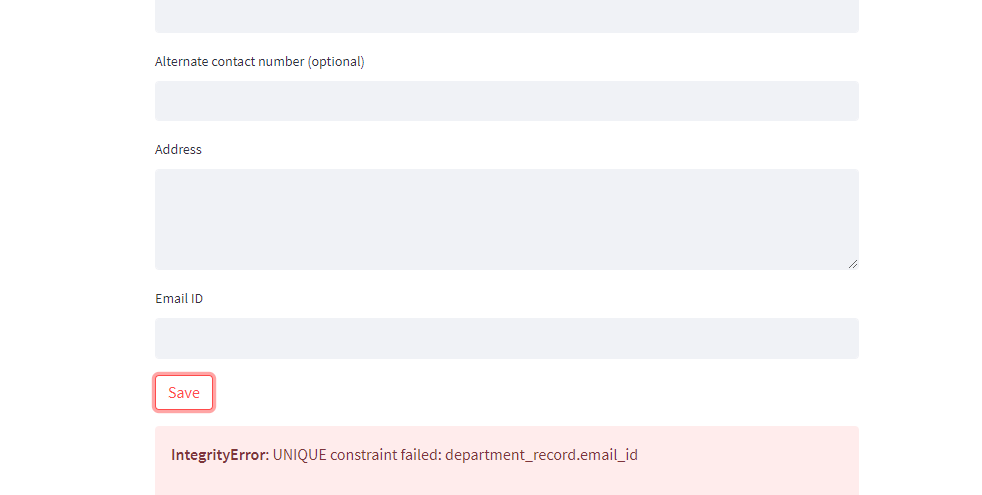 Alternate contact number (optional)
Address
Email ID
Save
IntegrityError: UNIQUE constraint failed: department_record.email_id